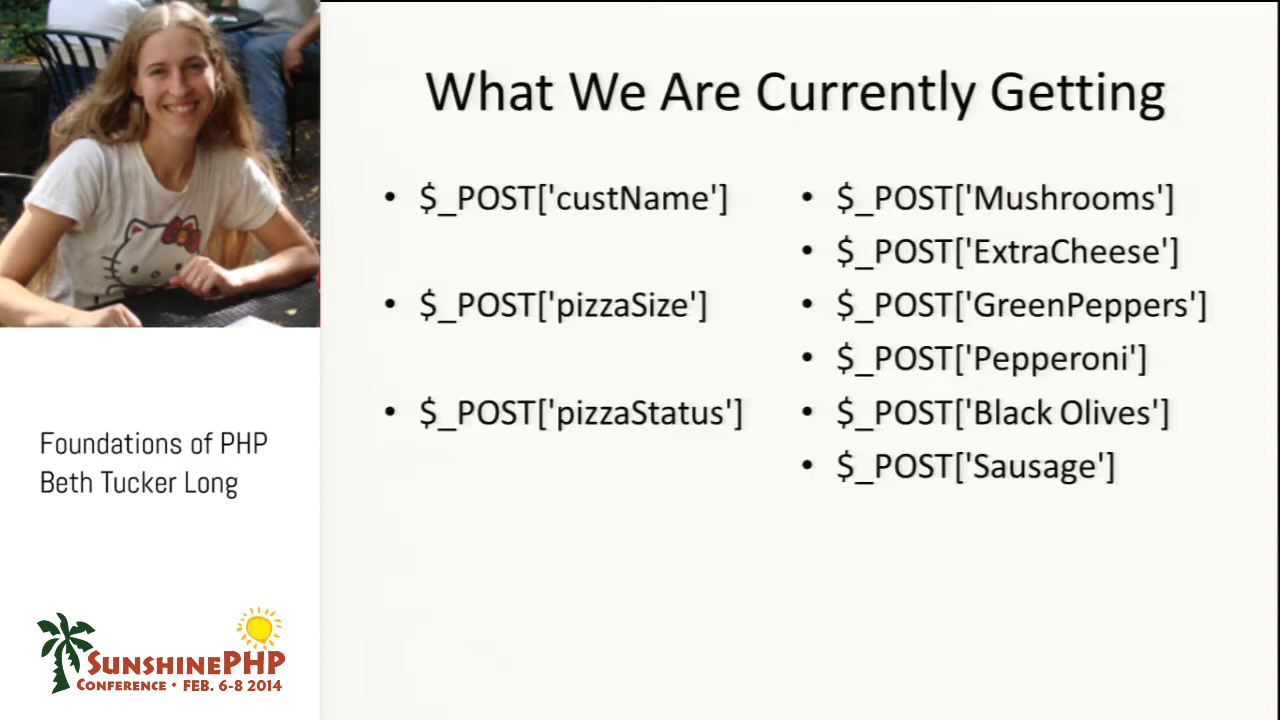 What We Are Currently Getting
• $_POST['custName']
• $_POST['pizzaSize']
• $_POST['pizzaStatus']
• $_POST['Mushrooms']
• $_POST['ExtraCheese']
• $_POST['GreenPeppers']
• $_POST['Pepperoni']
• $_POST['Black Olives']
• $_POST['Sausage']
Foundations of PHP
Beth Tucker Long
SUNSHINEPHP
CONFERENCE • FEB. 6-8 2014